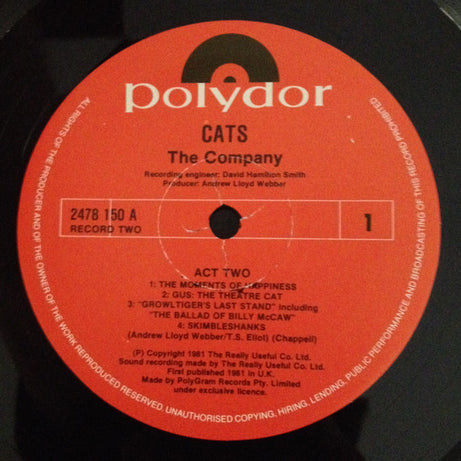 polydor
CATS
The Company
Recording engineer: David Hamilton Smith
Producer: Andrew Lloyd Webber
2478 150 A
RECORD TWO
1
ACT TWO
1: THE MOMENTS OF HAPPINESS
2: GUS: THE THEATRE CAT
3: "GROWLTIGER'S LAST STAND" including
"THE BALLAD OF BILLY McCAW"
4: SKIMBLESHANKS
(Andrew Lloyd Webber/T.S. Eliot) (Chappell)
(P) Copyright 1981 The Really Useful Co. Ltd.
Sound recording made by The Really Useful Co. Ltd.
First published 1981 in U.K.
Made by PolyGram Records Pty. Limited
under exclusive licence.
ALL RIGHTS OF THE PRODUCER AND OF THE OWNER OF THE WORK REPRODUCED RESERVED. UNAUTHORISED COPYING, HIRING, LENDING, PUBLIC PERFORMANCE AND BROADCASTING OF THIS RECORD PROHIBITED